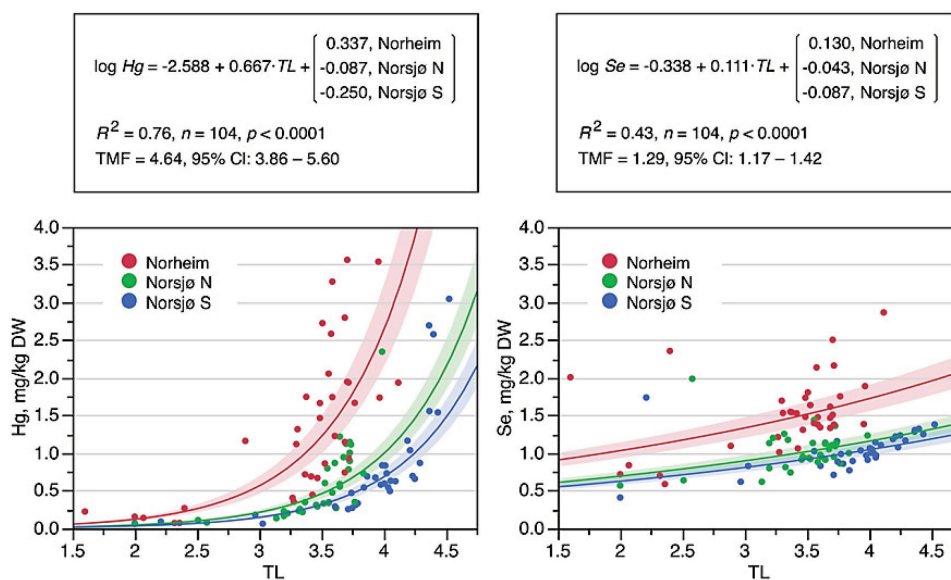 0.337, Norheim
log Hg = -2.588 + 0.667·TL + -0.087, Norsjø N
-0.250, Norsjø S
R² = 0.76, n = 104, p < 0.0001
TMF = 4.64, 95% CI: 3.86 – 5.60
0.130, Norheim
log Se = -0.338 + 0.111·TL + -0.043, Norsjø N
-0.087, Norsjø S
R² = 0.43, n = 104, p < 0.0001
TMF = 1.29, 95% CI: 1.17 – 1.42
Hg, mg/kg DW
4.0
3.5
3.0
2.5
2.0
1.5
1.0
0.5
0.0
Norheim
Norsjø N
Norsjø S
1.5 2 2.5 3 3.5 4 4.5
TL
Se, mg/kg DW
4.0
3.5
3.0
2.5
2.0
1.5
1.0
0.5
0.0
Norheim
Norsjø N
Norsjø S
1.5 2 2.5 3 3.5 4 4.5
TL